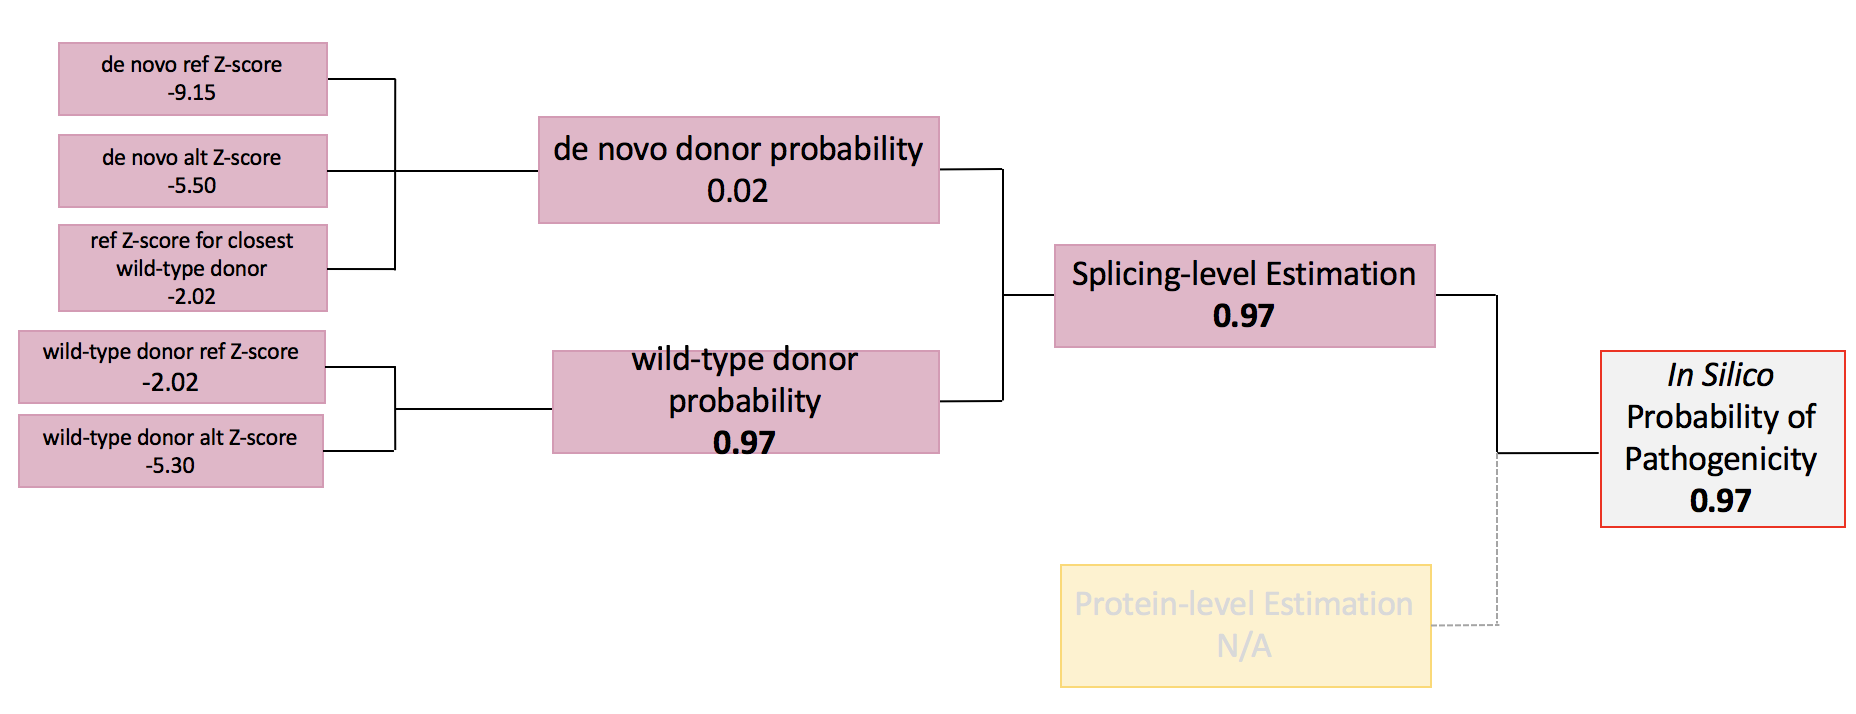 de novo ref Z-score
-9.15
de novo alt Z-score
-5.50
ref Z-score for closest
wild-type donor
-2.02
wild-type donor ref Z-score
-2.02
wild-type donor alt Z-score
-5.30
de novo donor probability
0.02
wild-type donor
probability
0.97
Splicing-level Estimation
0.97
Protein-level Estimation
N/A
In Silico
Probability of
Pathogenicity
0.97